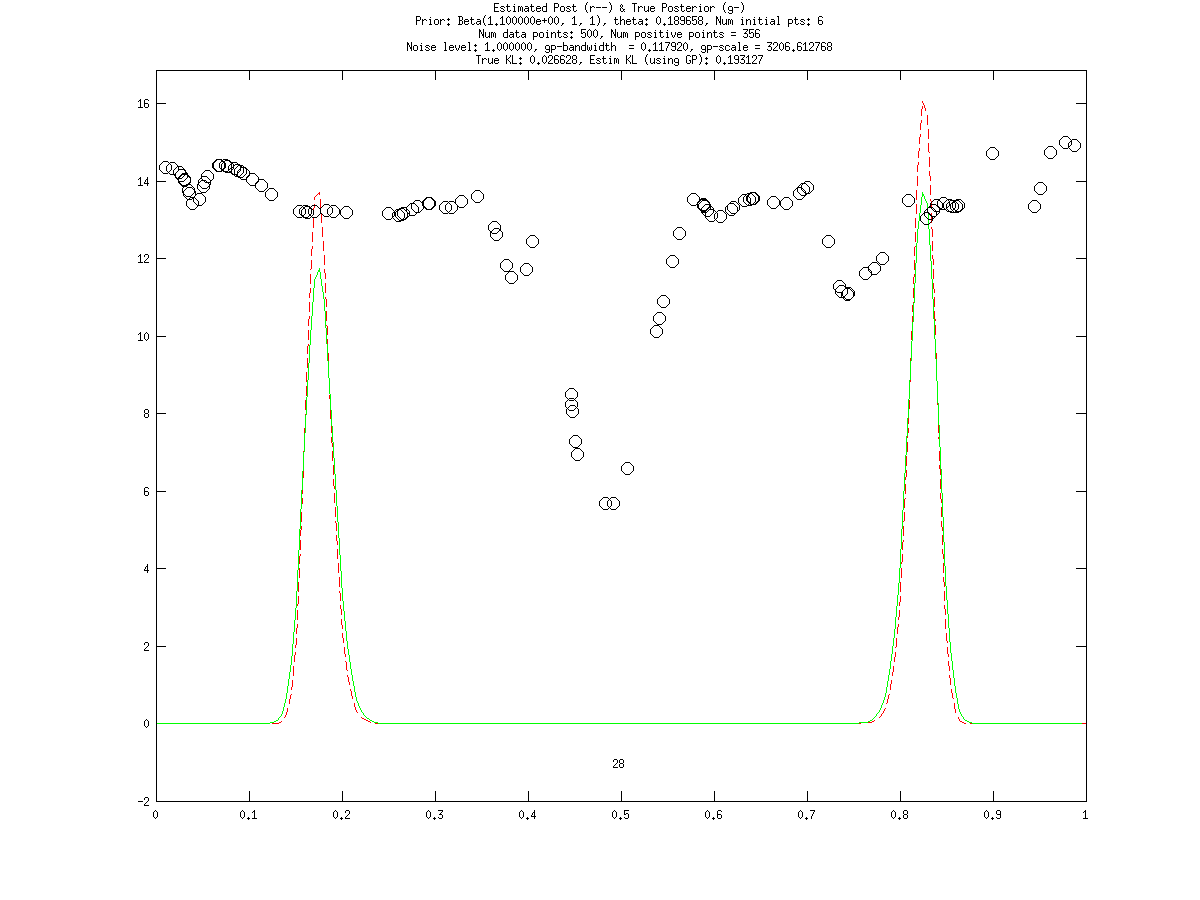 Estimated Post (r--) & True Posterior (g-)
Prior: Beta(1.100000e+00, 1, 1), theta: 0.189658, Num initial pts: 6
Num data points: 500, Num positive points = 356
Noise level: 1.000000, gp-bandwidth  = 0.117920, gp-scale = 3206.612768
True KL: 0.026628, Estim KL (using GP): 0.193127
16
14
12
10
8
6
4
2
0
-2
28
0 0.1 0.2 0.3 0.4 0.5 0.6 0.7 0.8 0.9 1